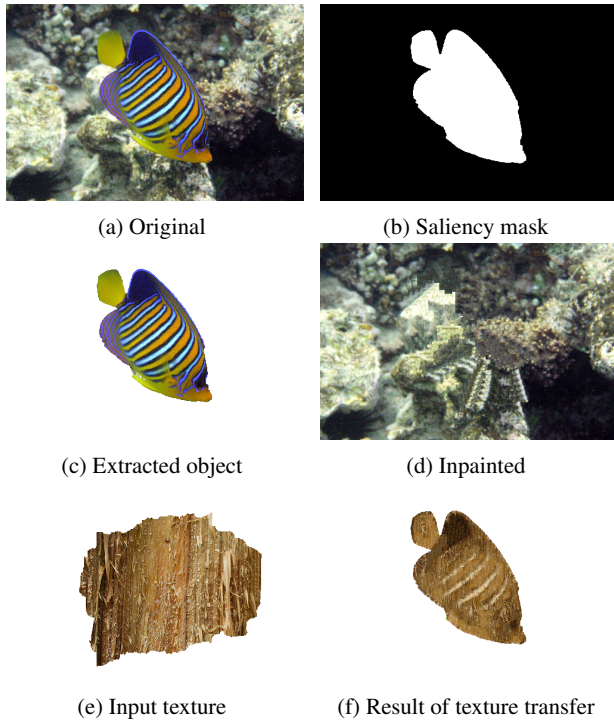 (a) Original
(b) Saliency mask
(c) Extracted object
(d) Inpainted
(e) Input texture
(f) Result of texture transfer